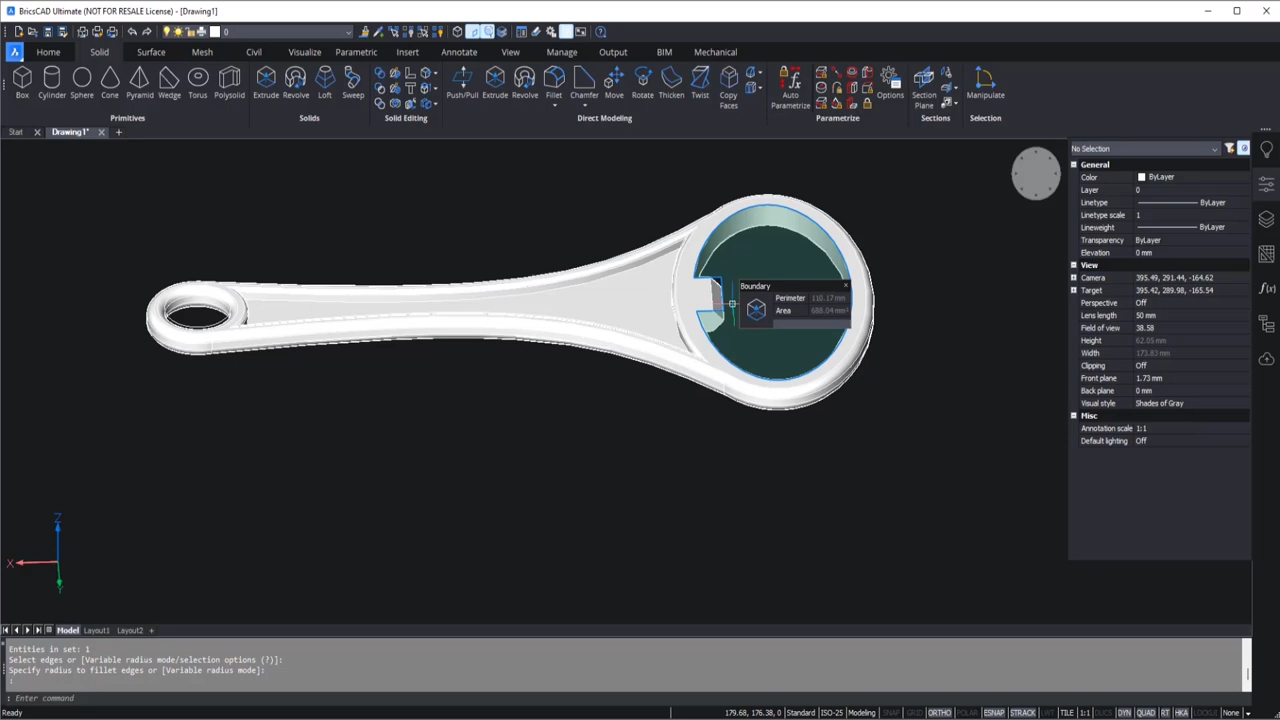 BricsCAD Ultimate (NOT FOR RESALE License) - [Drawing1]
0
Home Solid Surface Mesh Civil Visualize Parametric Insert Annotate View Manage Output BIM Mechanical
Box Cylinder Sphere Cone Pyramid Wedge Torus Polysolid Extrude Revolve Loft Sweep Push/Pull Extrude Revolve Fillet Chamfer Move Rotate Thicken Twist Copy Faces Auto Parametrize Options Section Plane Manipulate
Primitives Solids Solid Editing Direct Modeling Parametrize Sections Selection
Start Drawing1*
No Selection
General
Color ByLayer
Layer 0
Linetype ByLayer
Linetype scale 1
Lineweight ByLayer
Transparency ByLayer
Elevation 0 mm
View
Camera 395.49, 291.44, -164.62
Target 395.42, 289.98, -165.54
Perspective Off
Lens length 50 mm
Field of view 38.58
Height 62.05 mm
Width 173.83 mm
Clipping Off
Front plane 1.73 mm
Back plane 0 mm
Visual style Shades of Gray
Misc
Annotation scale 1:1
Default lighting Off
Boundary
Perimeter 110.17 mm
Area 688.04 mm²
Z
X
Y
Model Layout1 Layout2
Entities in set: 1
Select edges or [Variable radius mode/selection options (?)]:
Specify radius to fillet edges or [Variable radius mode]:
:
: Enter command
Ready 179.68, 176.38, 0 Standard ISO-25 Modeling SNAP GRID ORTHO POLAR ESNAP STRACK LWT TILE 1:1 DUCS DYN QUAD RT HKA LOCKUI None